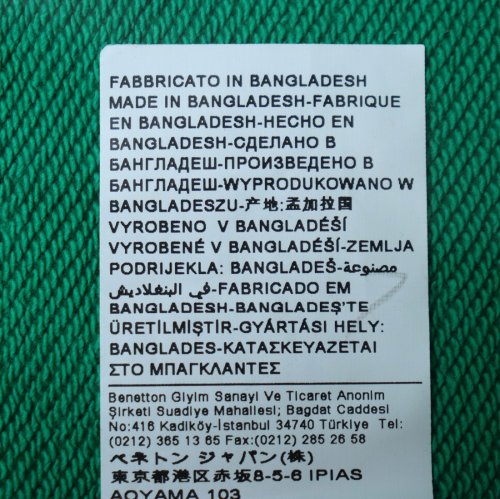 FABBRICATO IN BANGLADESH
MADE IN BANGLADESH-FABRIQUE
EN BANGLADESH-HECHO EN
BANGLADESH-СДЕЛАНО В
БАНГЛАДЕШ-ПРОИЗВЕДЕНО В
БАНГЛАДЕШ-WYPRODUKOWANO W
BANGLADESZU-产地:孟加拉国
VYROBENO V BANGLADÉŠÍ
VYROBENÉ V BANGLADÉŠÍ-ZEMLJA
PODRIJEKLA: BANGLADEŠ-مصنوعة
في البنغلاديش-FABRICADO EM
BANGLADESH-BANGLADEŞ'TE
ÜRETİLMİŞTİR-GYÁRTÁSI HELY:
BANGLADES-ΚΑΤΑΣΚΕΥΑΖΕΤΑΙ
ΣΤΟ ΜΠΑΓΚΛΑΝΤΕΣ
Benetton Giyim Sanayi Ve Ticaret Anonim
Şirketi Suadiye Mahallesi; Bagdat Caddesi
No:416 Kadiköy-İstanbul 34740 Türkiye Tel:
(0212) 365 13 65 Fax:(0212) 285 26 58
ベネトン ジャパン(株)
東京都港区赤坂8-5-6 IPIAS
AOYAMA 103